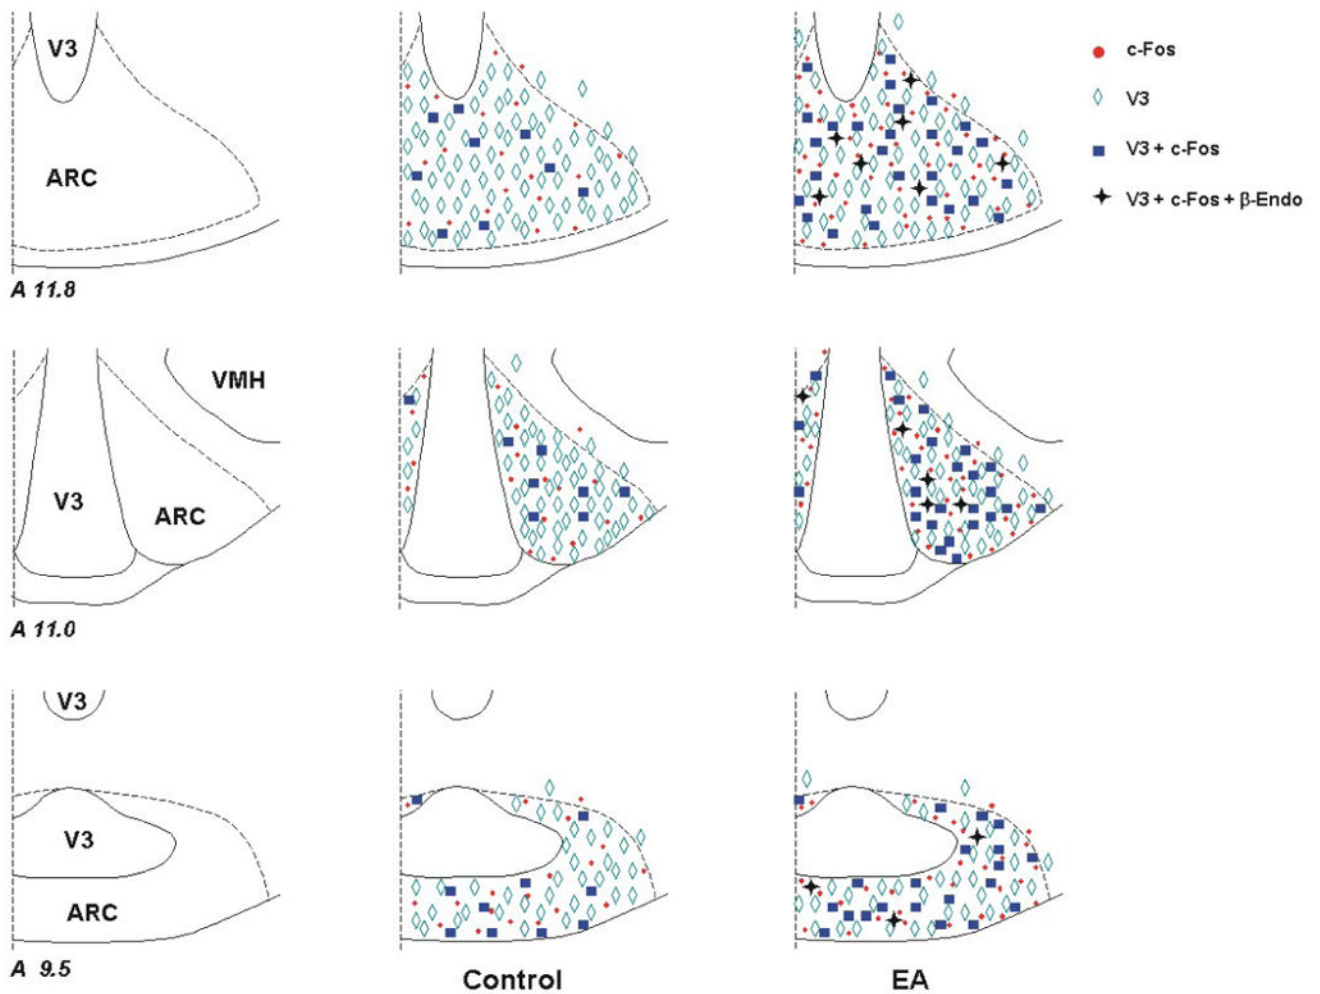 V3
ARC
A 11.8
c-Fos
V3
V3 + c-Fos
V3 + c-Fos + β-Endo
VMH
V3
ARC
A 11.0
V3
V3
ARC
A 9.5
Control
EA